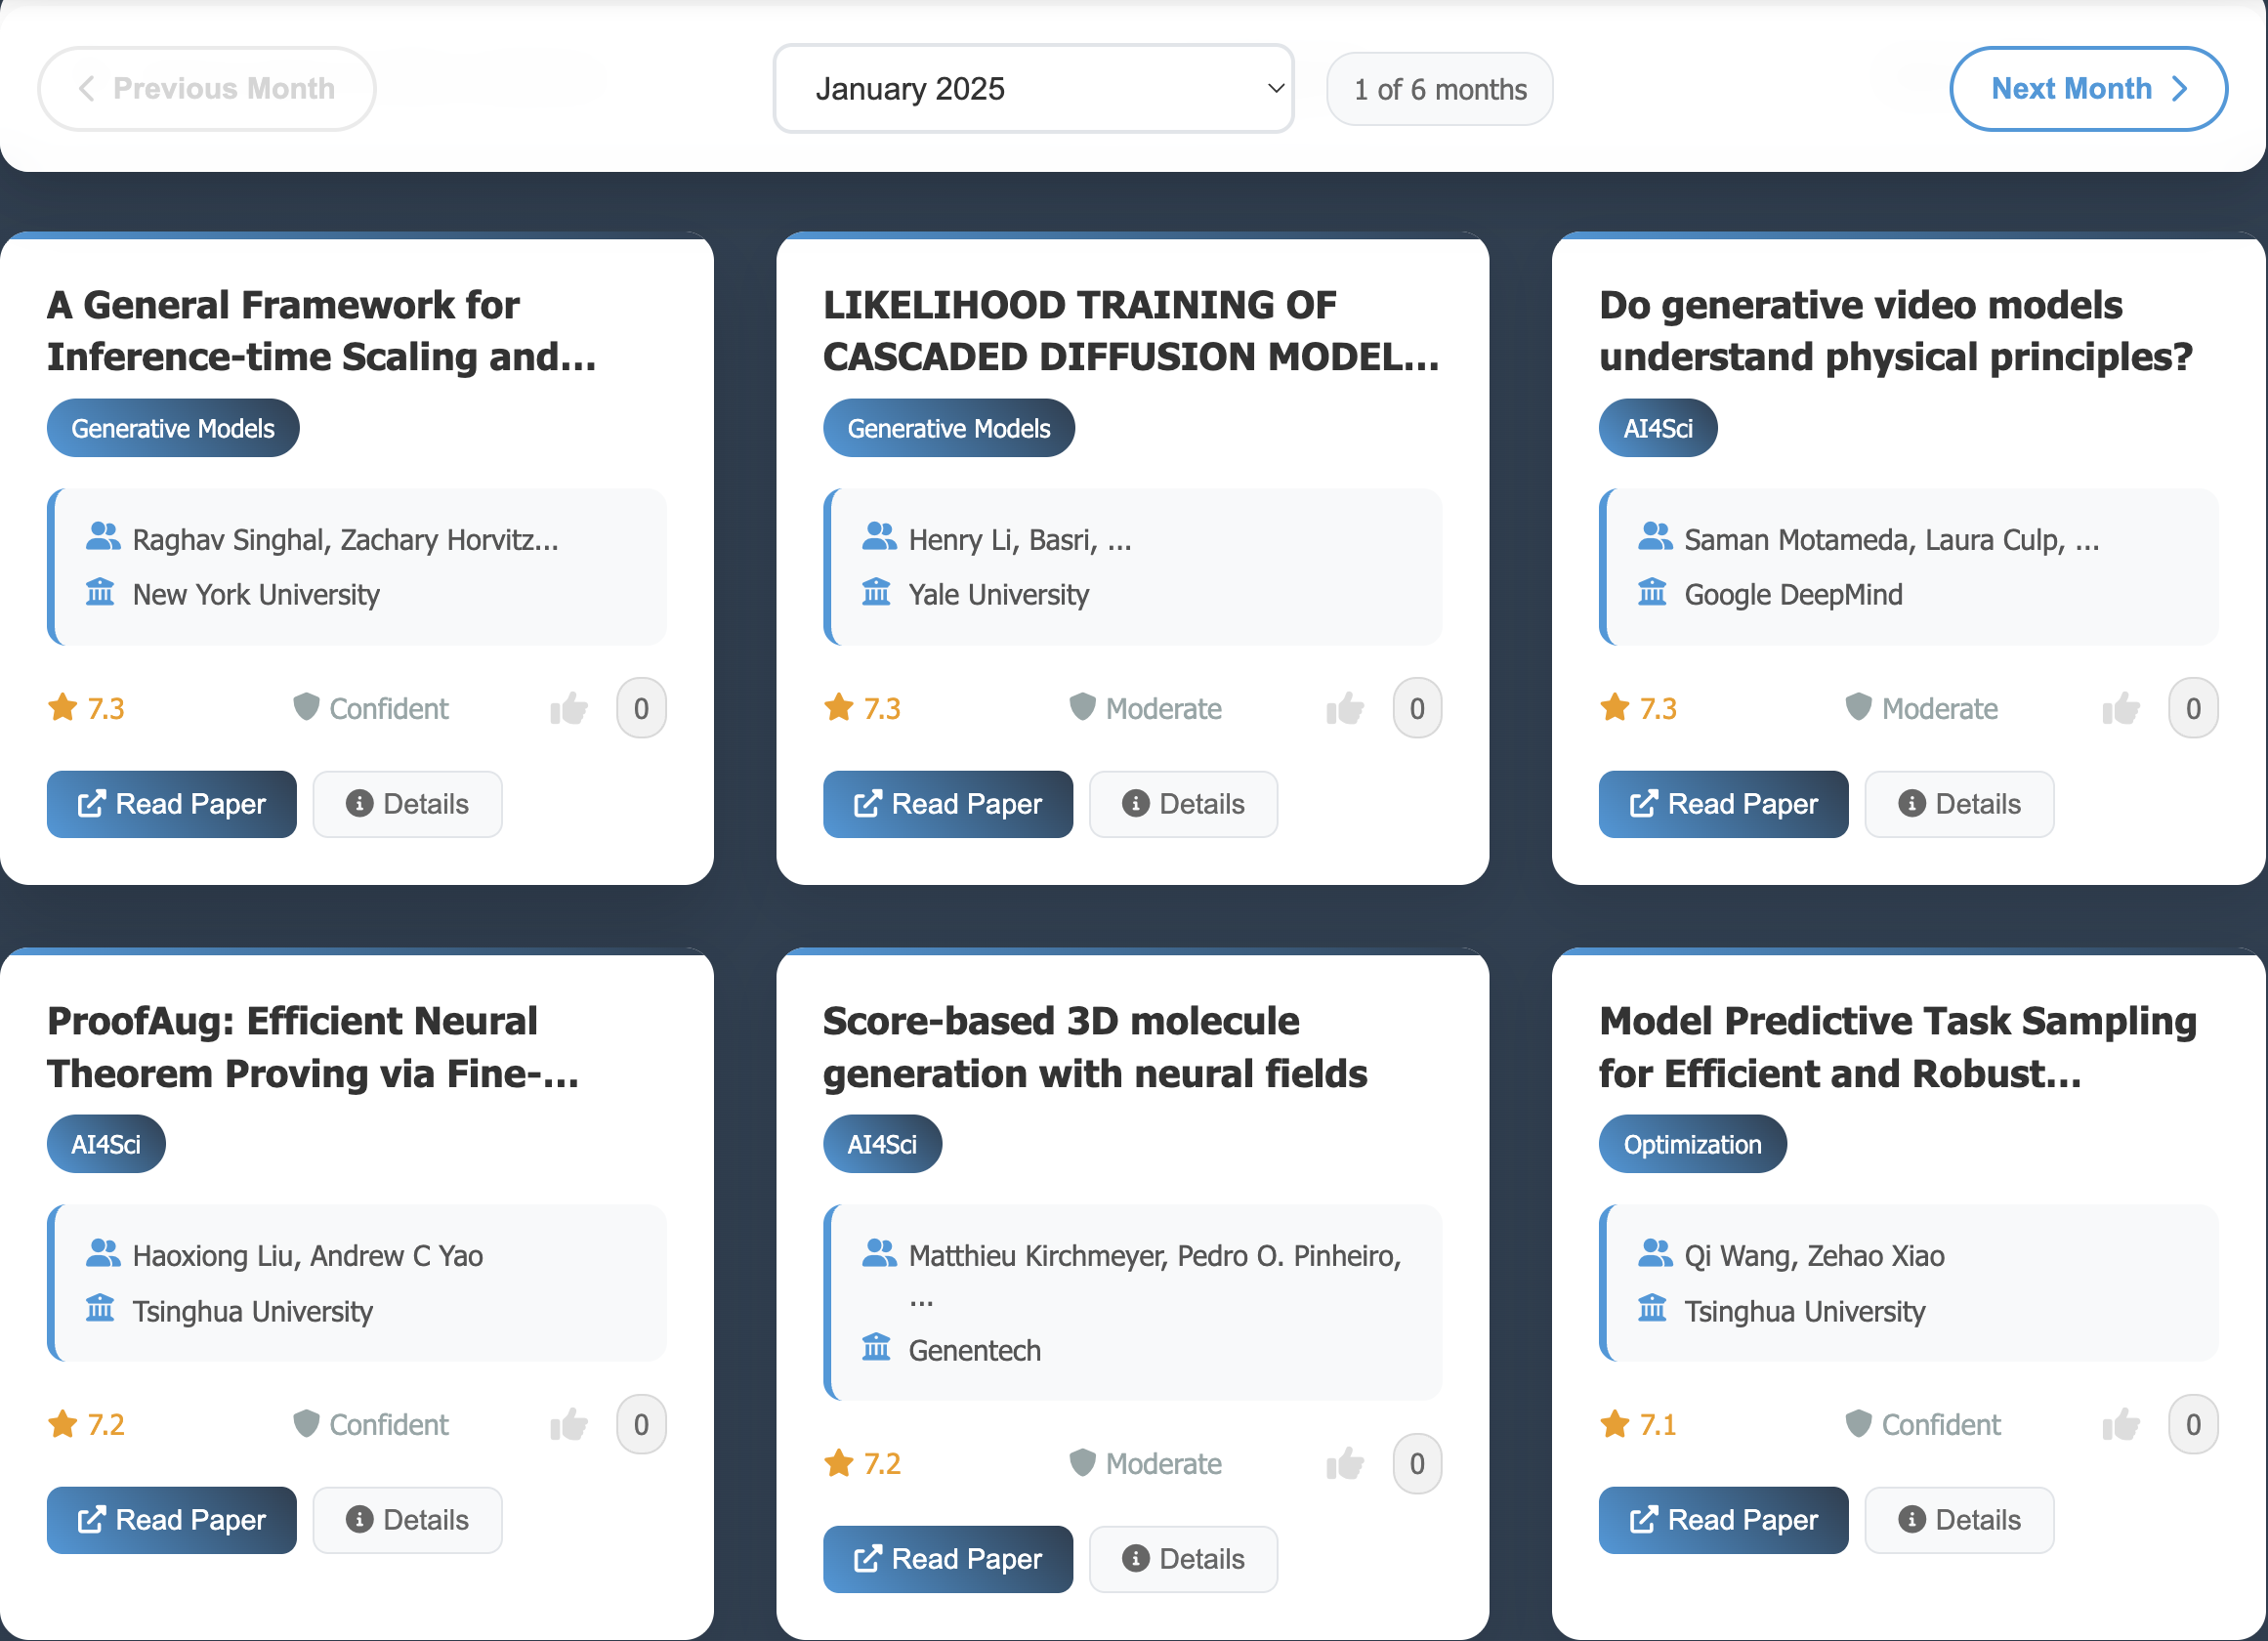 Previous Month
January 2025
1 of 6 months
Next Month
A General Framework for
Inference-time Scaling and...
Generative Models
Raghav Singhal, Zachary Horvitz...
New York University
7.3
Confident
0
Read Paper
Details
LIKELIHOOD TRAINING OF
CASCADED DIFFUSION MODEL...
Generative Models
Henry Li, Basri, ...
Yale University
7.3
Moderate
0
Read Paper
Details
Do generative video models
understand physical principles?
AI4Sci
Saman Motameda, Laura Culp, ...
Google DeepMind
7.3
Moderate
0
Read Paper
Details
ProofAug: Efficient Neural
Theorem Proving via Fine-...
AI4Sci
Haoxiong Liu, Andrew C Yao
Tsinghua University
7.2
Confident
0
Read Paper
Details
Score-based 3D molecule
generation with neural fields
AI4Sci
Matthieu Kirchmeyer, Pedro O. Pinheiro,
...
Genentech
7.2
Moderate
0
Read Paper
Details
Model Predictive Task Sampling
for Efficient and Robust...
Optimization
Qi Wang, Zehao Xiao
Tsinghua University
7.1
Confident
0
Read Paper
Details